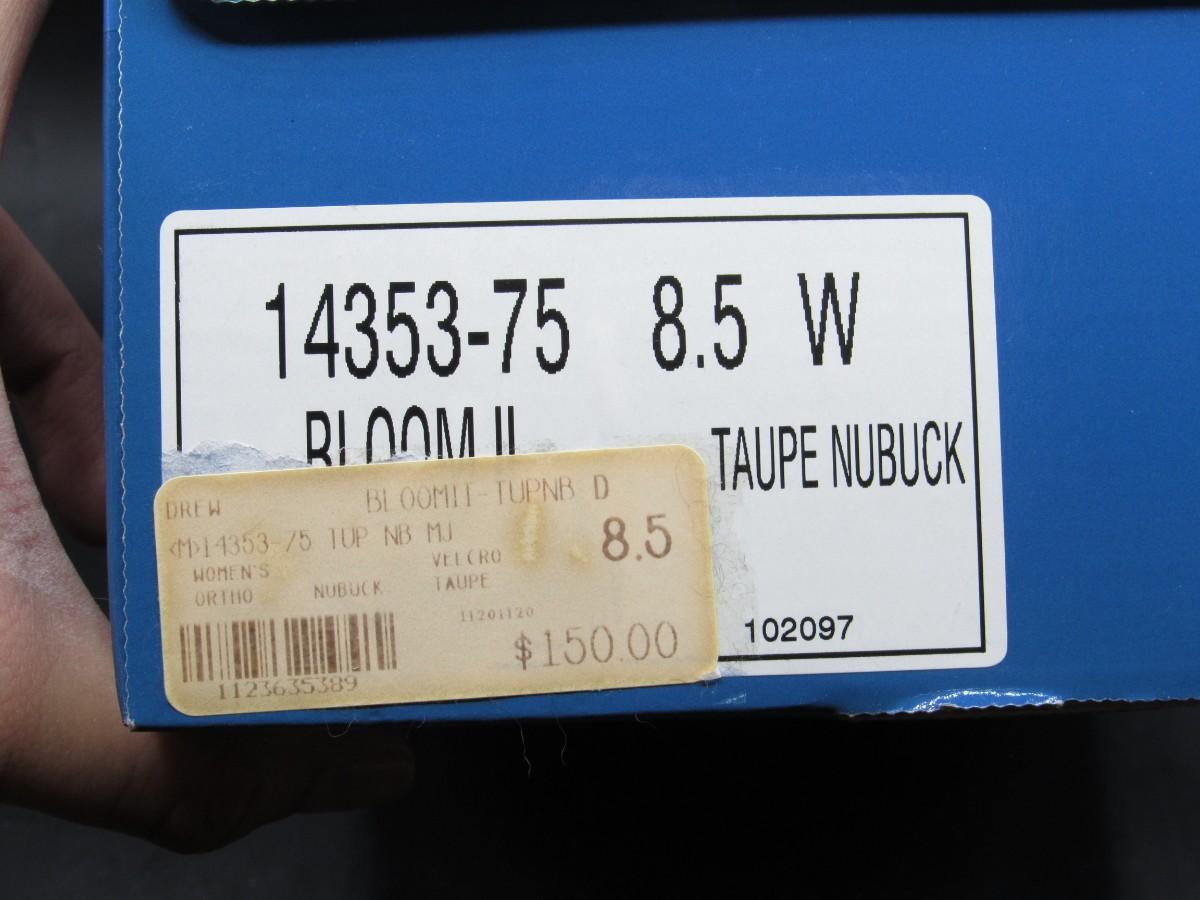 14353-75 8.5 W
BLOOM II TAUPE NUBUCK
DREW BLOOMII-TUPNB D
<M>14353-75 TUP NB MJ 8.5
WOMEN'S VELCRO
ORTHO NUBUCK TAUPE
11201120
$150.00
1123635389
102097